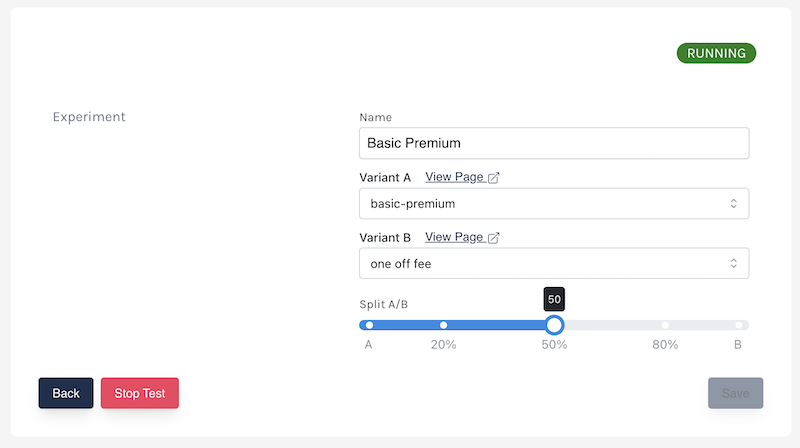 RUNNING
Experiment
Name
Basic Premium
Variant A View Page
basic-premium
Variant B View Page
one off fee
50
Split A/B
A 20% 50% 80% B
Back Stop Test Save